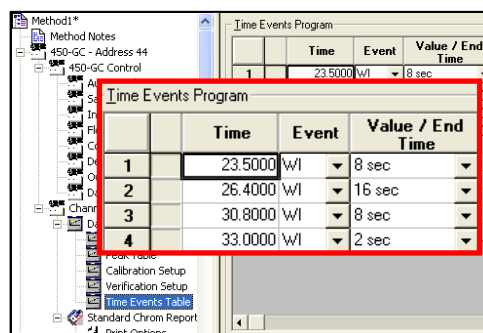 Method1*
Method Notes
450-GC - Address 44
450-GC Control
Time Events Program
Time Event Value / End Time
1 23.5000 WI 8 sec
Time Events Program
Time Event Value / End Time
1 23.5000 WI 8 sec
2 26.4000 WI 16 sec
3 30.8000 WI 8 sec
4 33.0000 WI 2 sec
Peak Table
Calibration Setup
Verification Setup
Time Events Table
Standard Chrom Report
Print Options